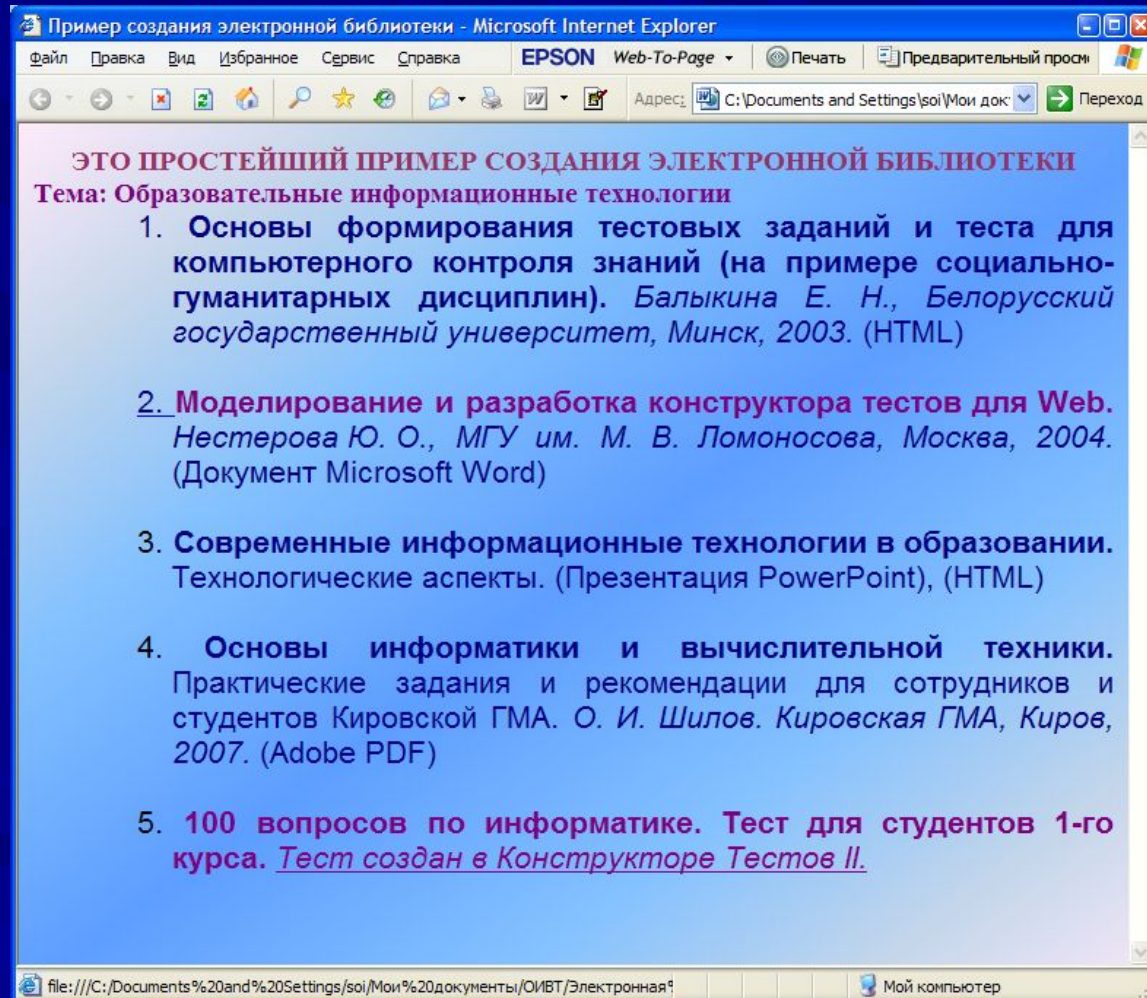 Пример создания электронной библиотеки - Microsoft Internet Explorer
Файл Правка Вид Избранное Сервис Справка EPSON Web-To-Page Печать Предварительный просм
Адрес: C:\Documents and Settings\soi\Мои док Переход
ЭТО ПРОСТЕЙШИЙ ПРИМЕР СОЗДАНИЯ ЭЛЕКТРОННОЙ БИБЛИОТЕКИ
Тема: Образовательные информационные технологии
1. Основы формирования тестовых заданий и теста для
компьютерного контроля знаний (на примере социально-
гуманитарных дисциплин). Балыкина Е. Н., Белорусский
государственный университет, Минск, 2003. (HTML)
2. Моделирование и разработка конструктора тестов для Web.
Нестерова Ю. О., МГУ им. М. В. Ломоносова, Москва, 2004.
(Документ Microsoft Word)
3. Современные информационные технологии в образовании.
Технологические аспекты. (Презентация PowerPoint), (HTML)
4. Основы информатики и вычислительной техники.
Практические задания и рекомендации для сотрудников и
студентов Кировской ГМА. О. И. Шилов. Кировская ГМА, Киров,
2007. (Adobe PDF)
5. 100 вопросов по информатике. Тест для студентов 1-го
курса. Тест создан в Конструкторе Тестов II.
file:///C:/Documents%20and%20Settings/soi/Мои%20документы/ОИВТ/Электронная% Мой компьютер